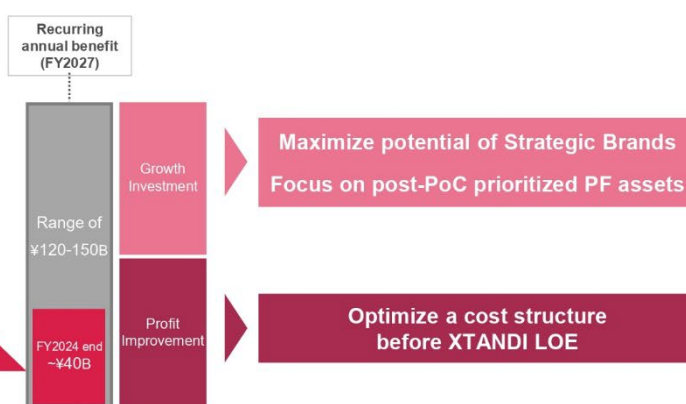 Recurring
annual benefit
(FY2027)
Growth
Investment
Maximize potential of Strategic Brands
Focus on post-PoC prioritized PF assets
Range of
¥120-150B
Profit
Improvement
Optimize a cost structure
before XTANDI LOE
FY2024 end
~¥40B